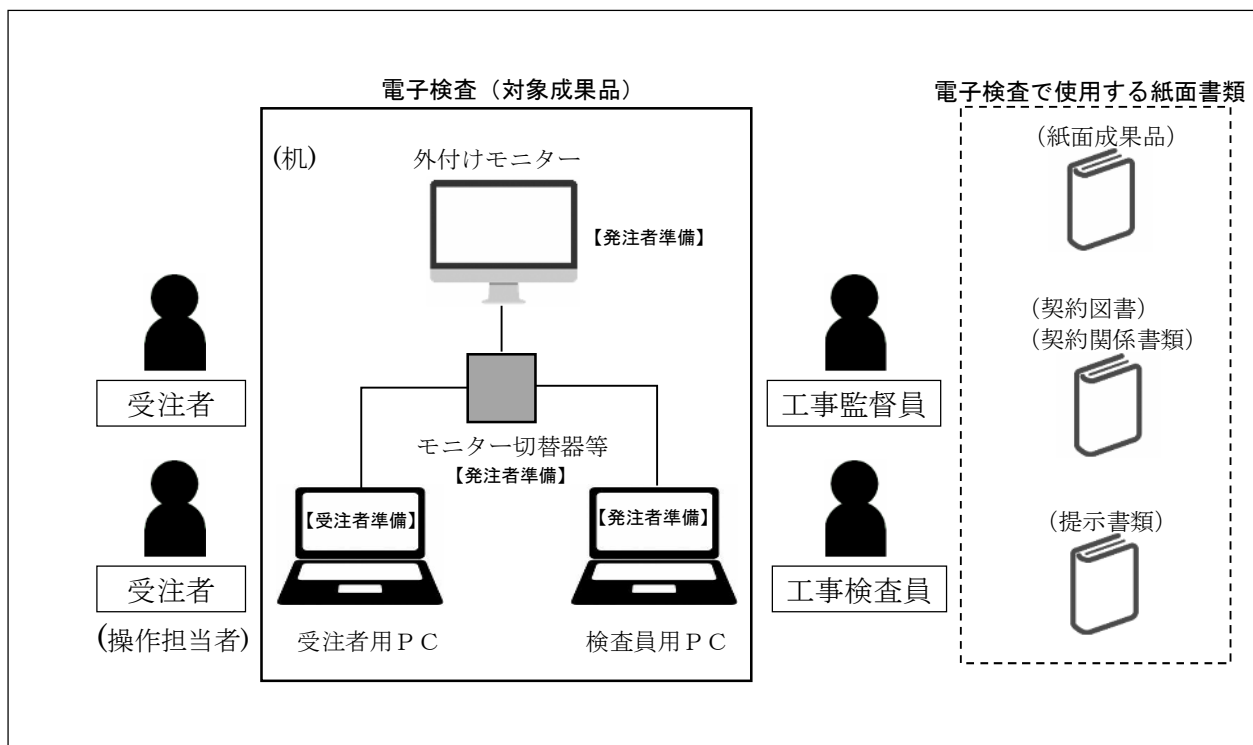 電子検査（対象成果品）
(机)
外付けモニター
【発注者準備】
モニター切替器等
【発注者準備】
【受注者準備】
【発注者準備】
受注者用ＰＣ
検査員用ＰＣ
受注者
受注者
(操作担当者)
工事監督員
工事検査員
電子検査で使用する紙面書類
（紙面成果品）
（契約図書）
（契約関係書類）
（提示書類）